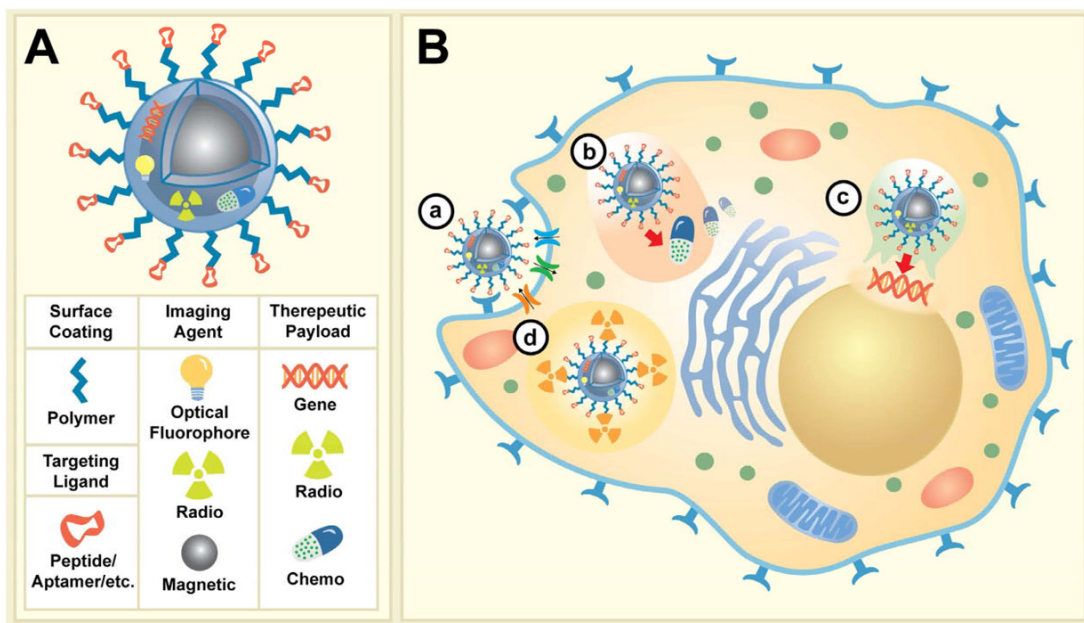 A
Surface
Coating
Imaging
Agent
Therepeutic
Payload
Polymer
Optical
Fluorophore
Gene
Targeting
Ligand
Radio
Radio
Peptide/
Aptamer/etc.
Magnetic
Chemo
B
a
b
c
d